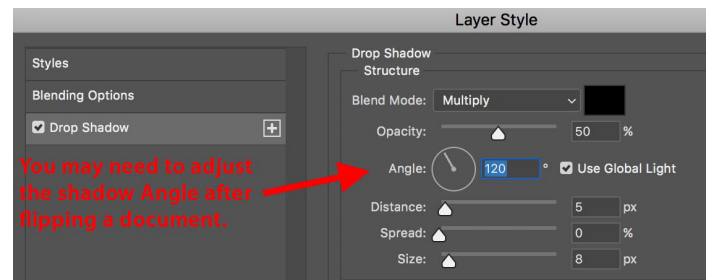 Layer Style
Styles
Blending Options
Drop Shadow
You may need to adjust
the shadow Angle after
flipping a document.
Drop Shadow
Structure
Blend Mode: Multiply
Opacity: 50 %
Angle: 120 ° Use Global Light
Distance: 5 px
Spread: 0 %
Size: 8 px